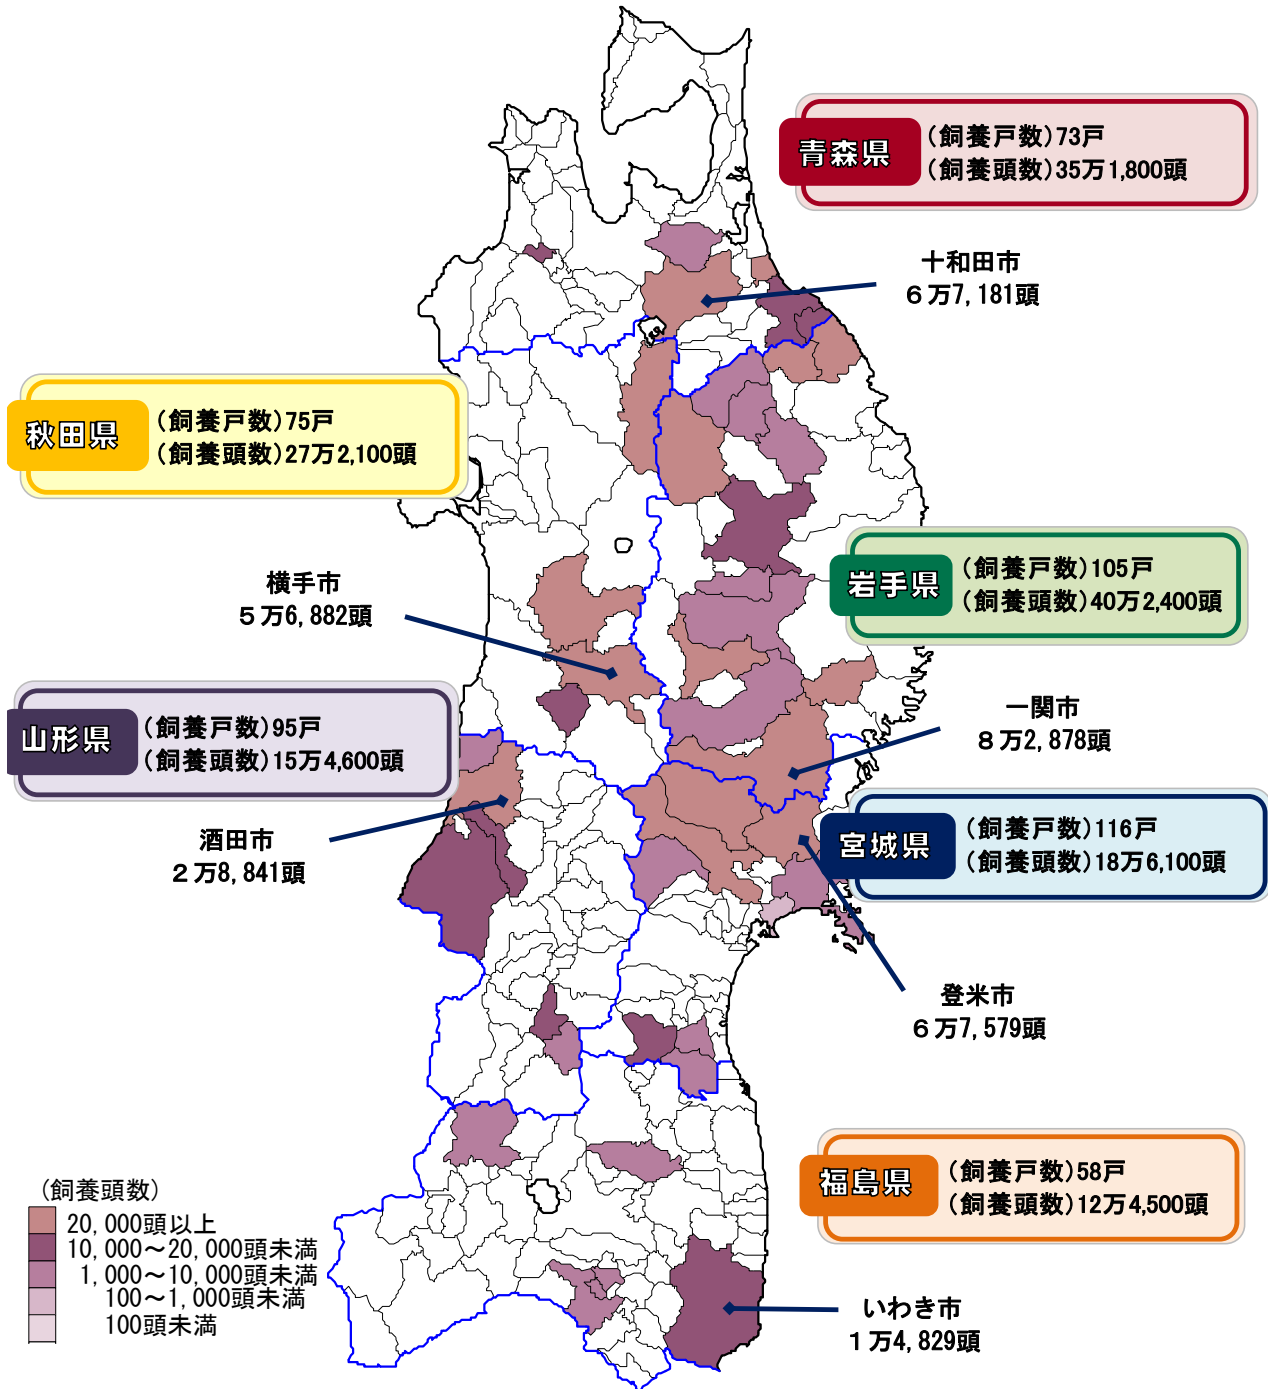 青森県
(飼養戸数)73戸
(飼養頭数)35万1,800頭
十和田市
6万7,181頭
秋田県
(飼養戸数)75戸
(飼養頭数)27万2,100頭
横手市
5万6,882頭
岩手県
(飼養戸数)105戸
(飼養頭数)40万2,400頭
山形県
(飼養戸数)95戸
(飼養頭数)15万4,600頭
一関市
8万2,878頭
酒田市
2万8,841頭
宮城県
(飼養戸数)116戸
(飼養頭数)18万6,100頭
登米市
6万7,579頭
福島県
(飼養戸数)58戸
(飼養頭数)12万4,500頭
いわき市
1万4,829頭
(飼養頭数)
20,000頭以上
10,000～20,000頭未満
1,000～10,000頭未満
100～1,000頭未満
100頭未満